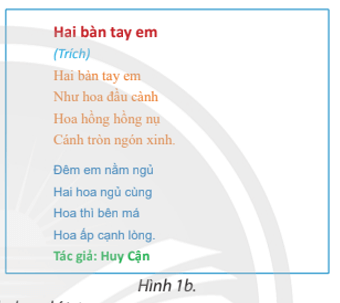 Hai bàn tay em
(Trích)
Hai bàn tay em
Như hoa đầu cành
Hoa hồng hồng nụ
Cánh tròn ngón xinh.
Đêm em nằm ngủ
Hai hoa ngủ cùng
Hoa thì bên má
Hoa ấp cạnh lòng.
Tác giả: Huy Cận
Hình 1b.